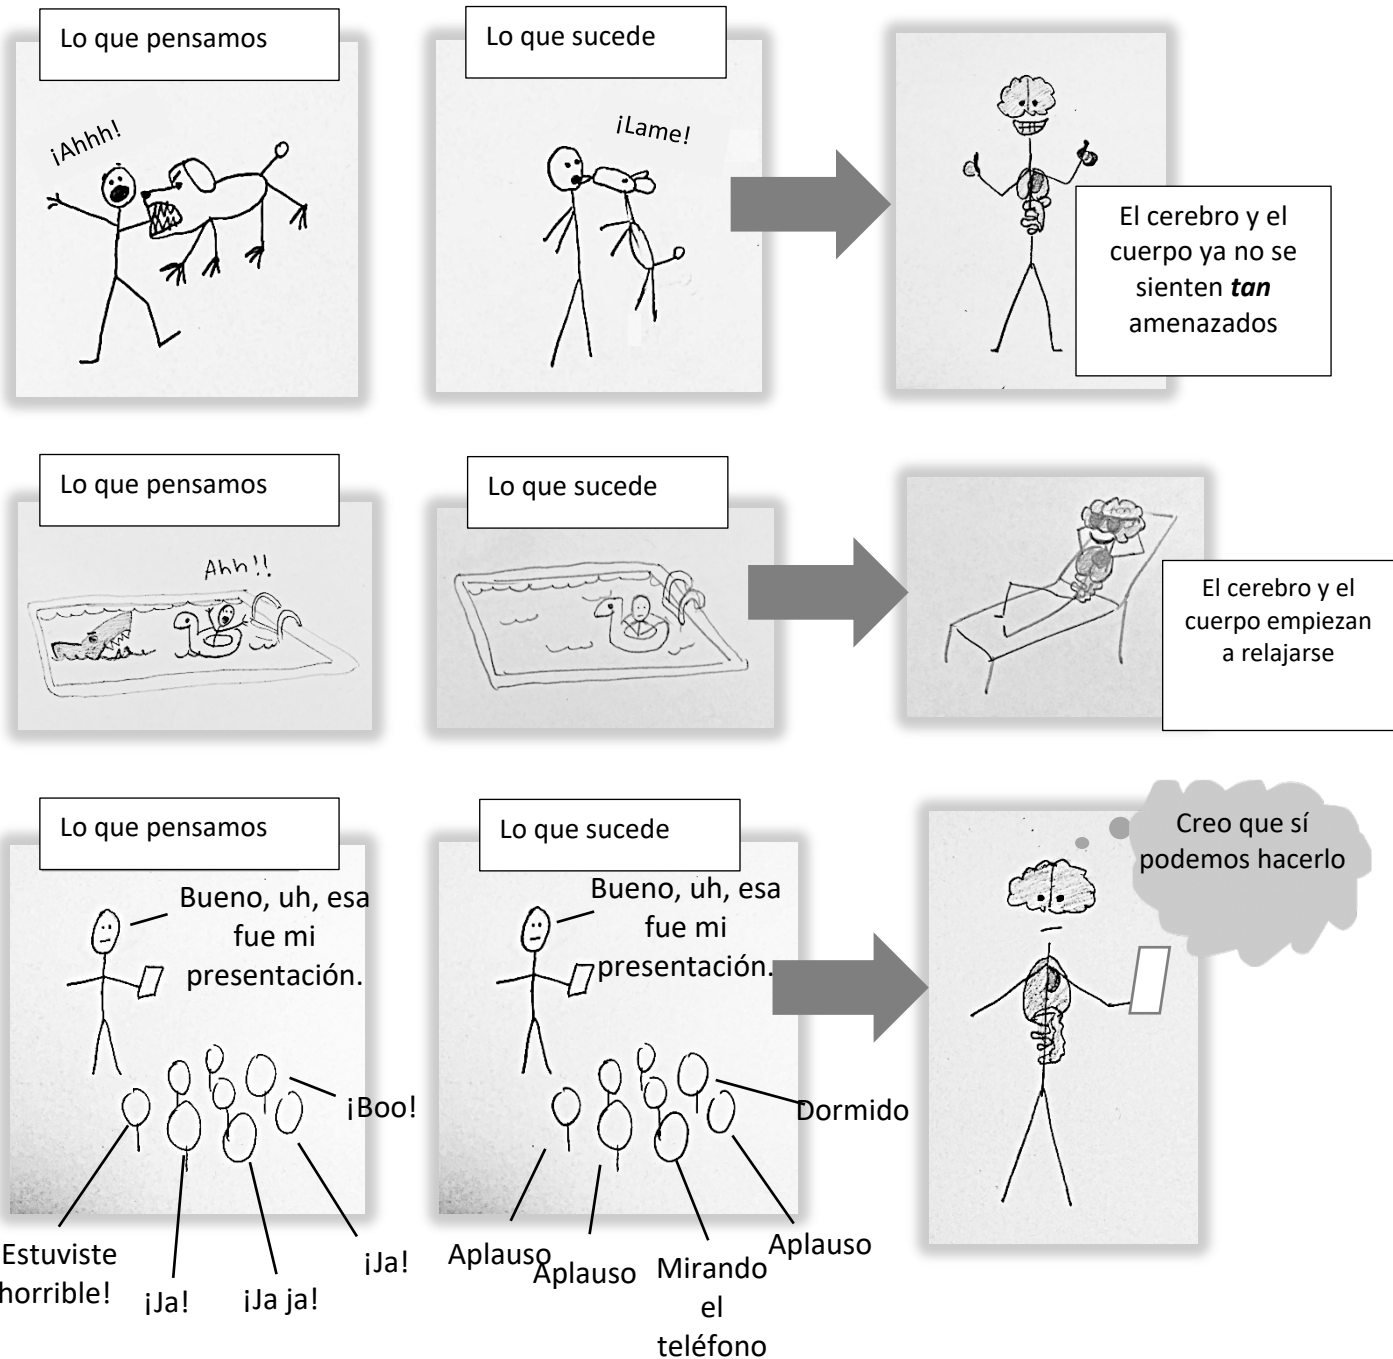 Lo que pensamos
¡Ahhh!
Lo que sucede
¡Lame!
El cerebro y el
cuerpo ya no se
sienten tan
amenazados
Lo que pensamos
Ahh!!
Lo que sucede
El cerebro y el
cuerpo empiezan
a relajarse
Lo que pensamos
Bueno, uh, esa
fue mi
presentación.
¡Boo!
Estuviste
horrible!
¡Ja!
¡Ja ja!
¡Ja!
Lo que sucede
Bueno, uh, esa
fue mi
presentación.
Dormido
Aplauso
Aplauso
Mirando
el
teléfono
Aplauso
Creo que sí
podemos hacerlo